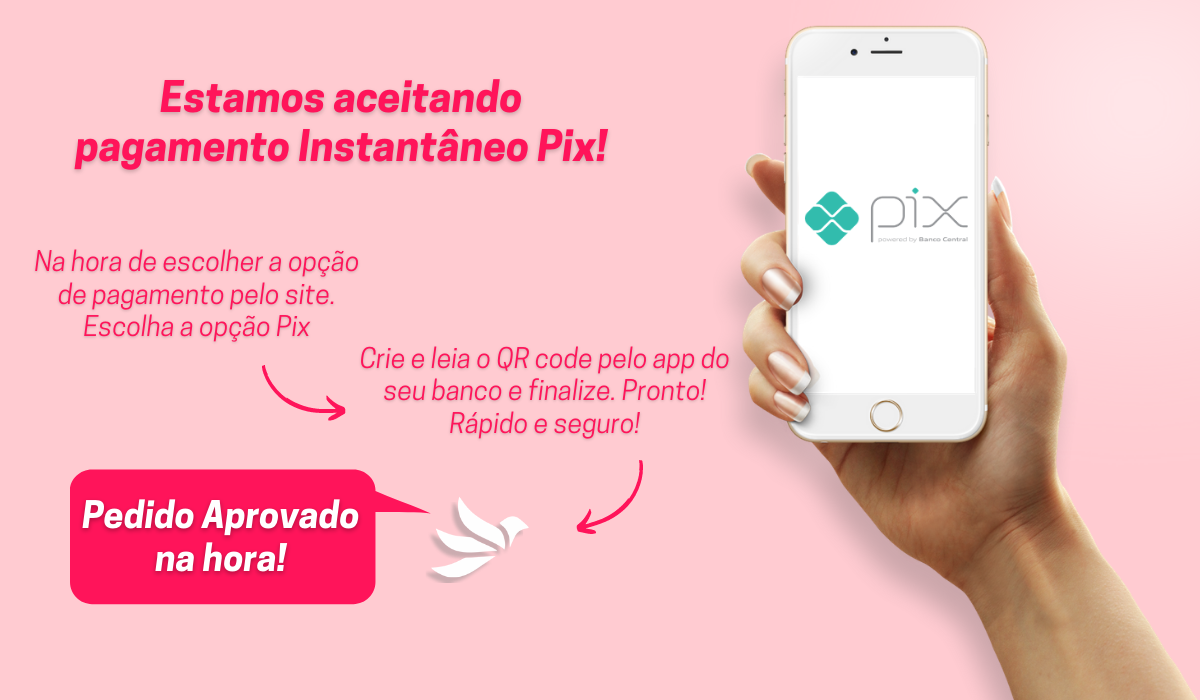 Estamos aceitando
pagamento Instantâneo Pix!
Na hora de escolher a opção
de pagamento pelo site.
Escolha a opção Pix
Crie e leia o QR code pelo app do
seu banco e finalize. Pronto!
Rápido e seguro!
Pedido Aprovado
na hora!
pix
powered by Banco Central